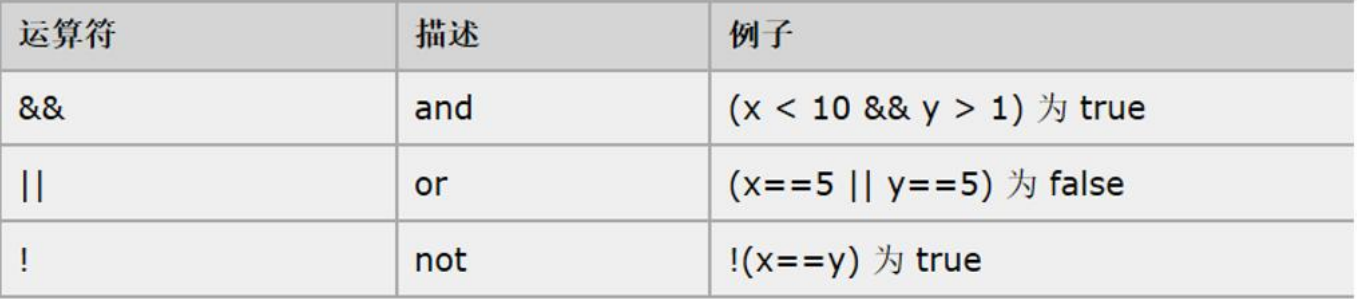 运算符 描述 例子
&& and (x < 10 && y > 1) 为 true
|| or (x==5 || y==5) 为 false
! not !(x==y) 为 true